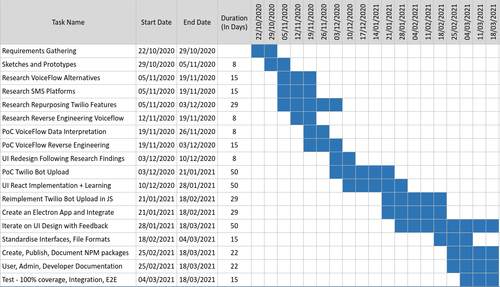 Task Name Start Date End Date Duration (In Days) 22/10/2020 29/10/2020 05/11/2020 12/11/2020 19/11/2020 26/11/2020 03/12/2020 10/12/2020 17/12/2020 14/01/2021 21/01/2021 28/01/2021 04/02/2021 11/02/2021 18/02/2021 25/02/2021 04/03/2021 11/03/2021 18/03/2021
Requirements Gathering 22/10/2020 29/10/2020
Sketches and Prototypes 29/10/2020 05/11/2020 8
Research VoiceFlow Alternatives 05/11/2020 19/11/2020 15
Research SMS Platforms 05/11/2020 19/11/2020 15
Research Repurposing Twilio Features 05/11/2020 03/12/2020 29
Research Reverse Engineering Voiceflow 12/11/2020 19/11/2020 8
PoC VoiceFlow Data Interpretation 19/11/2020 26/11/2020 8
PoC VoiceFlow Reverse Engineering 19/11/2020 03/12/2020 15
UI Redesign Following Research Findings 03/12/2020 10/12/2020 8
PoC Twilio Bot Upload 03/12/2020 21/01/2021 50
UI React Implementation + Learning 10/12/2020 28/01/2021 50
Reimplement Twilio Bot Upload in JS 21/01/2021 18/02/2021 29
Create an Electron App and Integrate 21/01/2021 18/02/2021 29
Iterate on UI Design with Feedback 28/01/2021 18/03/2021 50
Standardise Interfaces, File Formats 18/02/2021 04/03/2021 15
Create, Publish, Document NPM packages 25/02/2021 18/03/2021 22
User, Admin, Developer Documentation 25/02/2021 18/03/2021 22
Test - 100% coverage, Integration, E2E 04/03/2021 18/03/2021 15